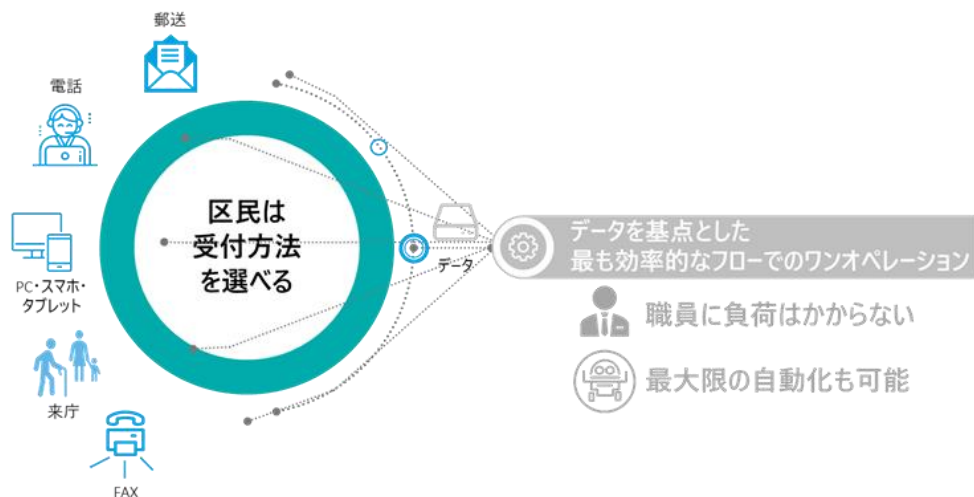 郵送
電話
PC・スマホ・
タブレット
来庁
FAX
区民は
受付方法
を選べる
データ
データを基点とした
最も効率的なフローでのワンオペレーション
職員に負荷はかからない
最大限の自動化も可能